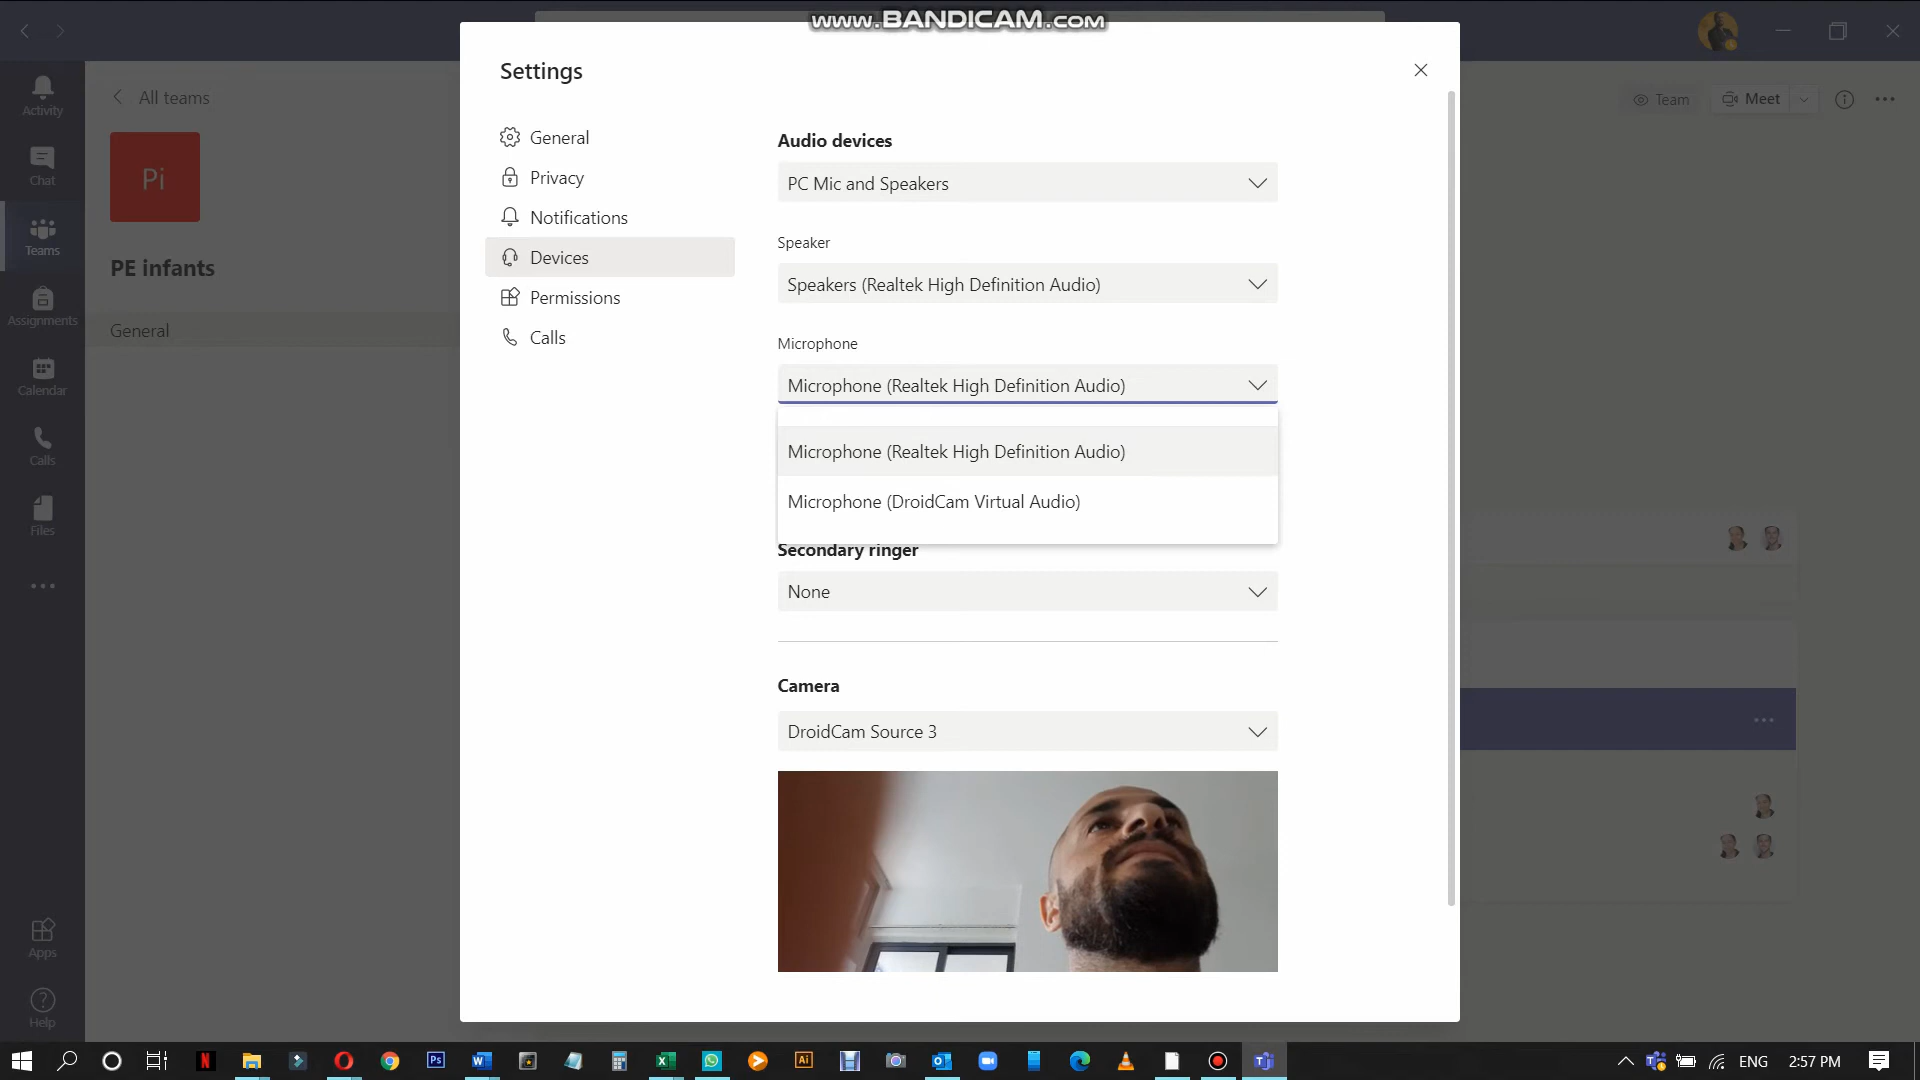 www.BANDICAM.com
Settings
Activity
Chat
Teams
Assignments
Calendar
Calls
Files
Apps
Help
All teams
Pi
PE infants
General
Team
Meet
General
Privacy
Notifications
Devices
Permissions
Calls
Audio devices
PC Mic and Speakers
Speaker
Speakers (Realtek High Definition Audio)
Microphone
Microphone (Realtek High Definition Audio)
Microphone (Realtek High Definition Audio)
Microphone (DroidCam Virtual Audio)
Secondary ringer
None
Camera
DroidCam Source 3
N
Ps
W
X
Ai
ENG
2:57 PM